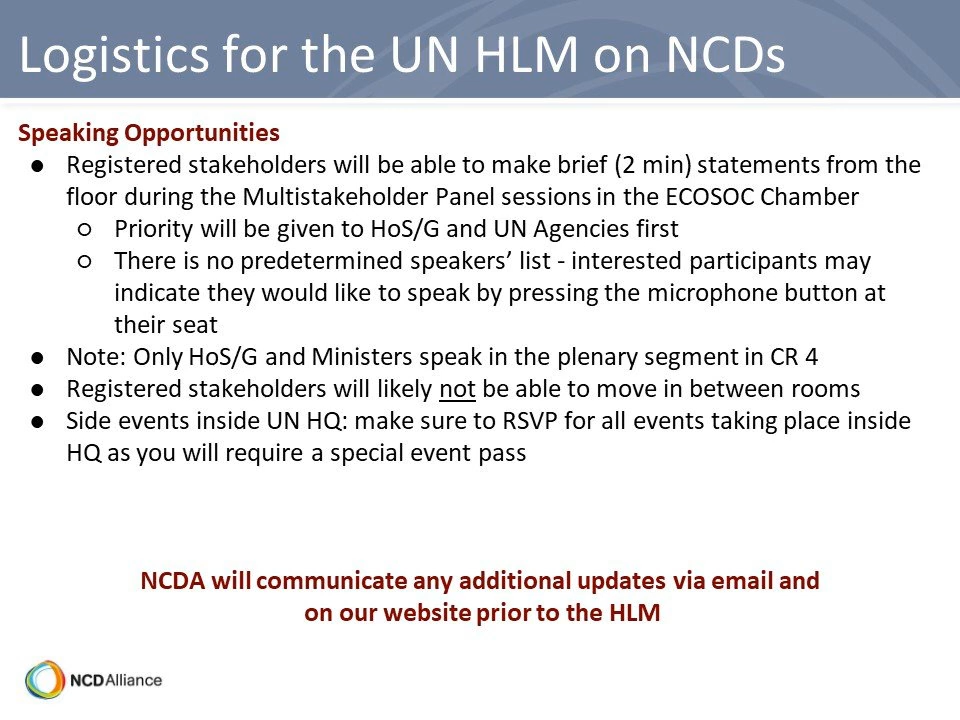 Logistics for the UN HLM on NCDs
Speaking Opportunities
● Registered stakeholders will be able to make brief (2 min) statements from the
floor during the Multistakeholder Panel sessions in the ECOSOC Chamber
○ Priority will be given to HoS/G and UN Agencies first
○ There is no predetermined speakers’ list - interested participants may
indicate they would like to speak by pressing the microphone button at
their seat
● Note: Only HoS/G and Ministers speak in the plenary segment in CR 4
● Registered stakeholders will likely not be able to move in between rooms
● Side events inside UN HQ: make sure to RSVP for all events taking place inside
HQ as you will require a special event pass
NCDA will communicate any additional updates via email and
on our website prior to the HLM
NCDAlliance